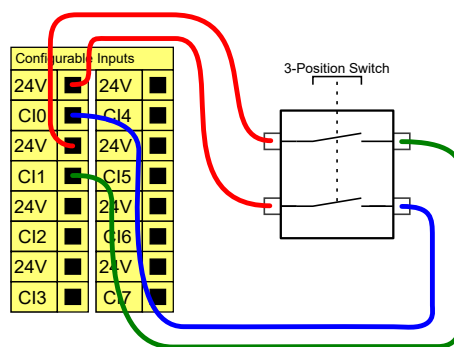 3-Position Switch
Configurable Inputs
24V 24V
CI0 CI4
24V 24V
CI1 CI5
24V 24V
CI2 CI6
24V 24V
CI3 CI7